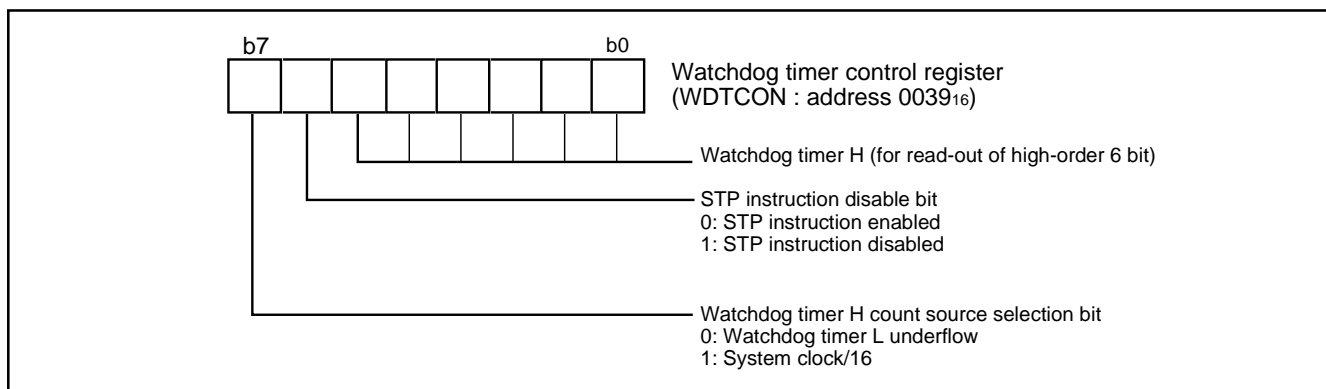 b7 b0
Watchdog timer control register
(WDTCON : address 0039₁₆)
Watchdog timer H (for read-out of high-order 6 bit)
STP instruction disable bit
0: STP instruction enabled
1: STP instruction disabled
Watchdog timer H count source selection bit
0: Watchdog timer L underflow
1: System clock/16